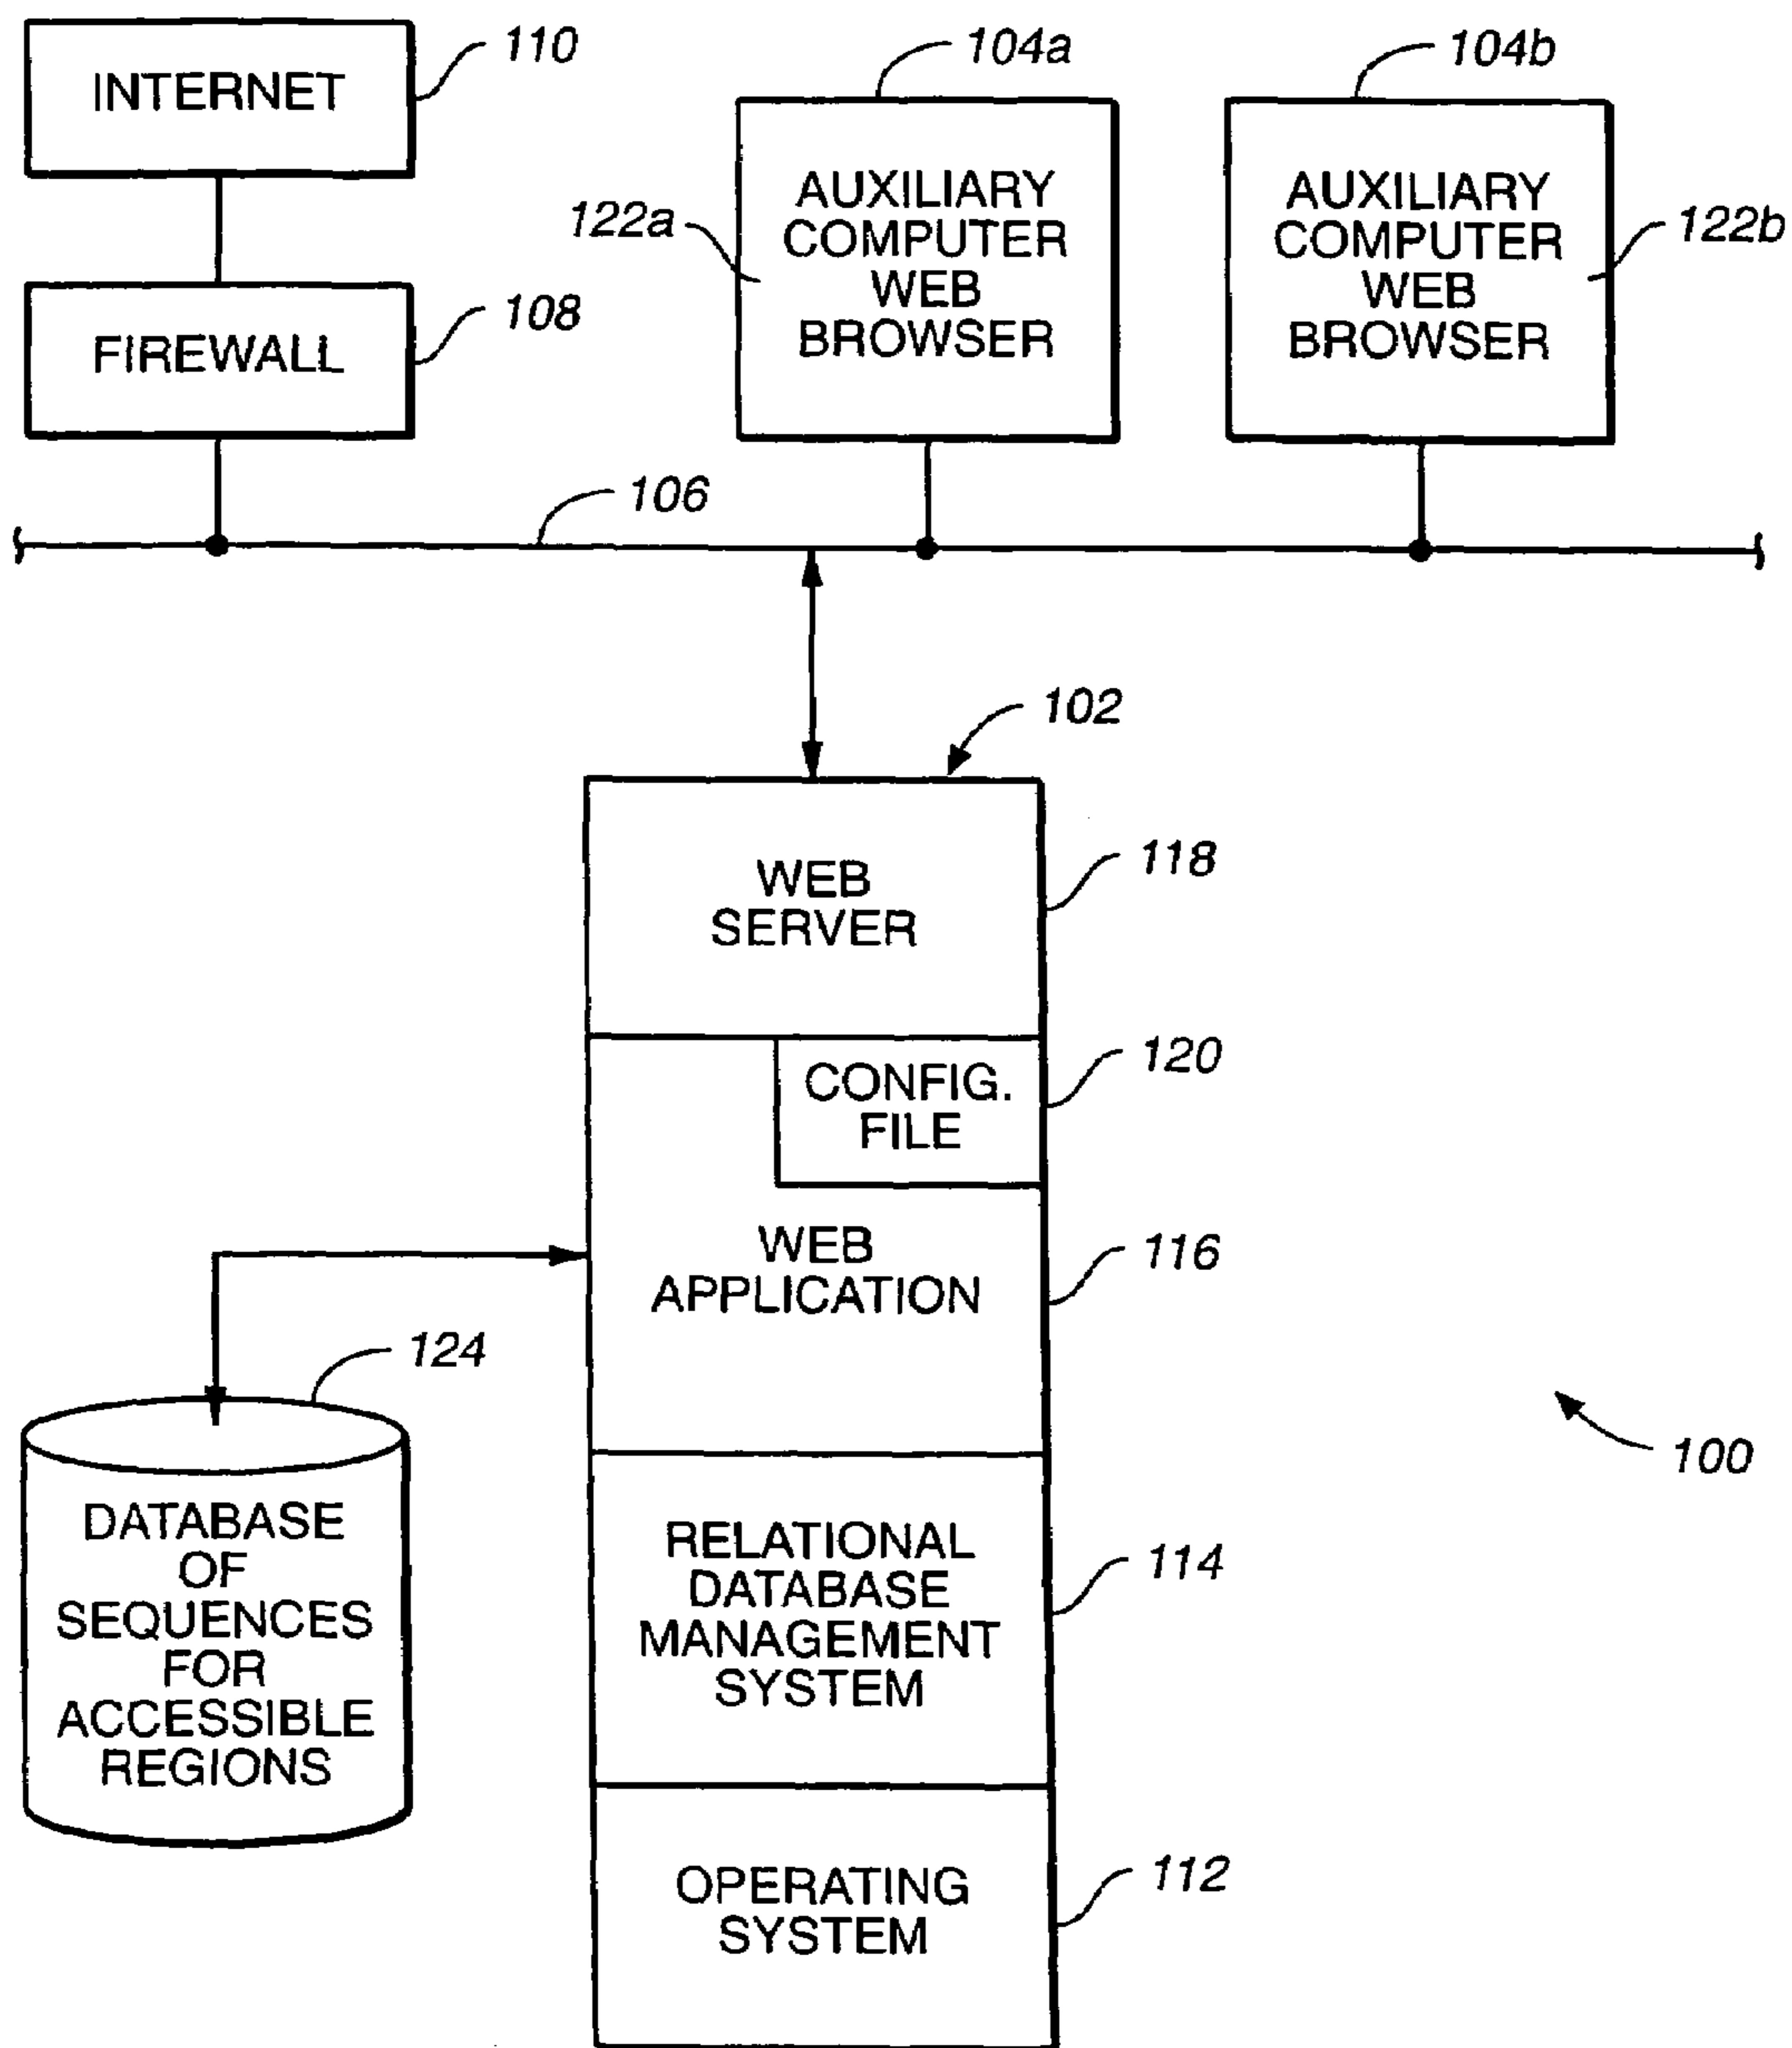 INTERNET
110
104a
104b
AUXILIARY
COMPUTER
WEB
BROWSER
122a
AUXILIARY
COMPUTER
WEB
BROWSER
122b
FIREWALL
108
106
102
WEB
SERVER
118
CONFIG.
FILE
120
WEB
APPLICATION
116
124
DATABASE
OF
SEQUENCES
FOR
ACCESSIBLE
REGIONS
100
RELATIONAL
DATABASE
MANAGEMENT
SYSTEM
114
OPERATING
SYSTEM
112